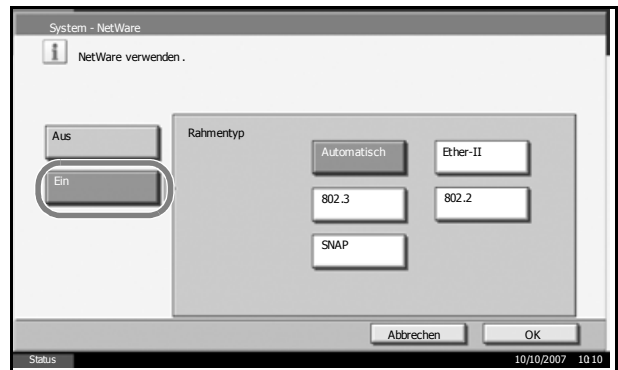 System - NetWare
NetWare verwenden.
Aus
Rahmentyp
Automatisch
Ether-II
Ein
802.3
802.2
SNAP
Abbrechen
OK
Status
10/10/2007 10:10